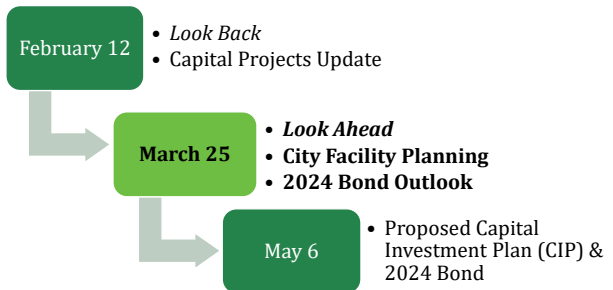 February 12
• Look Back
• Capital Projects Update
March 25
• Look Ahead
• City Facility Planning
• 2024 Bond Outlook
May 6
• Proposed Capital
Investment Plan (CIP) &
2024 Bond